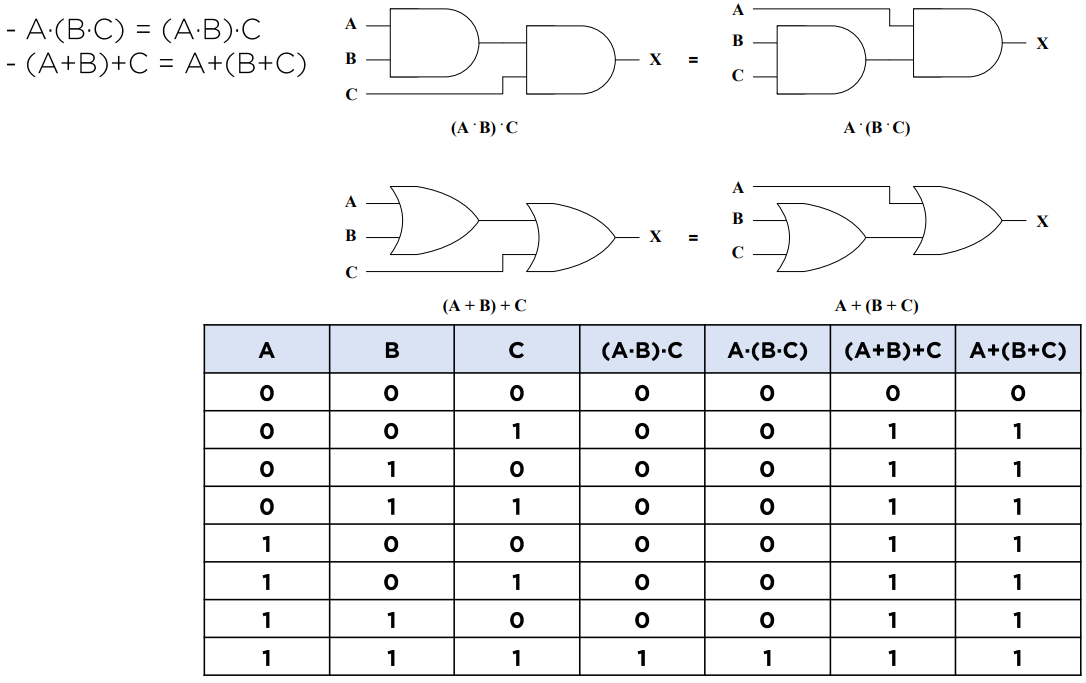 - A·(B·C) = (A·B)·C
- (A+B)+C = A+(B+C)
A
B
C
X
=
(A · B) · C
A
B
C
X
A · (B · C)
A
B
C
X
=
(A + B) + C
A
B
C
X
A + (B + C)
A B C (A·B)·C A·(B·C) (A+B)+C A+(B+C)
0 0 0 0 0 0 0
0 0 1 0 0 1 1
0 1 0 0 0 1 1
0 1 1 0 0 1 1
1 0 0 0 0 1 1
1 0 1 0 0 1 1
1 1 0 0 0 1 1
1 1 1 1 1 1 1